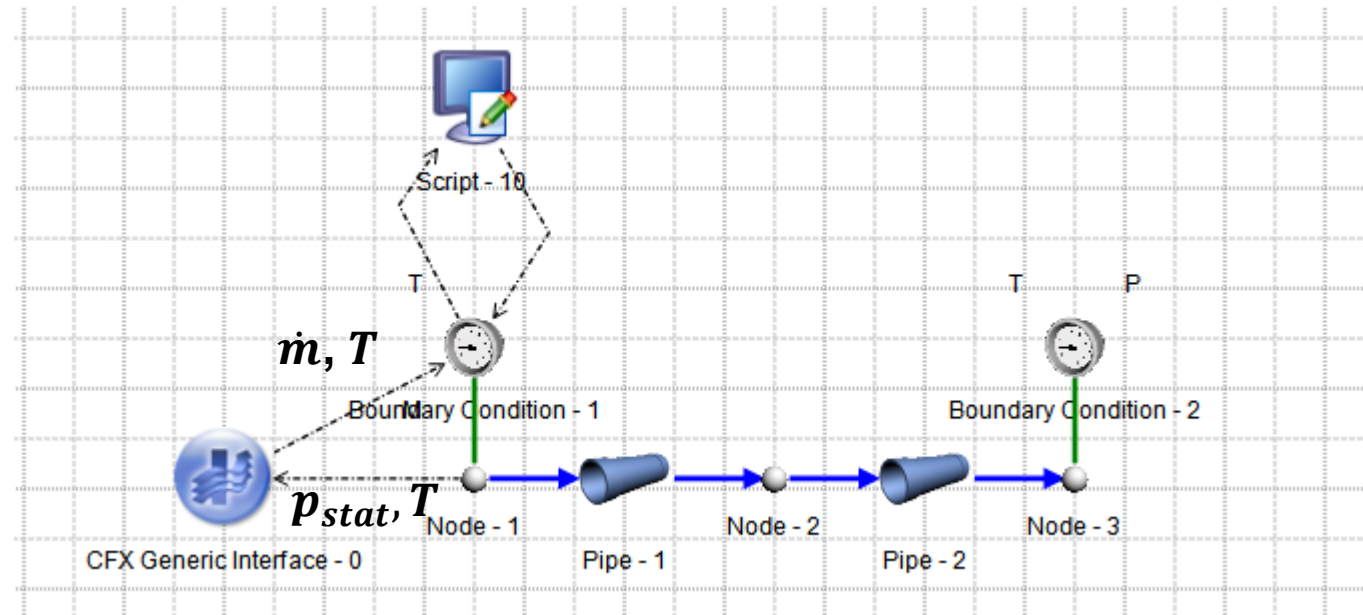 Script - 10
T
T P
ṁ, T
M
Boundary Condition - 1
Boundary Condition - 2
p_stat, T
Node - 1
Node - 2
Node - 3
CFX Generic Interface - 0
Pipe - 1
Pipe - 2